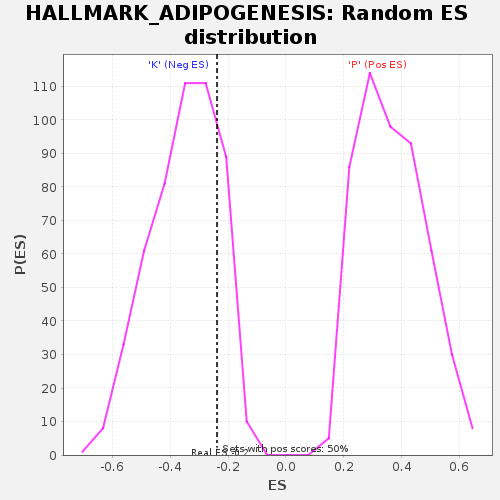 HALLMARK_ADIPOGENESIS: Random ES
distribution
'K' (Neg ES)
'P' (Pos ES)
110
100
90
80
70
60
50
40
30
20
10
0
P(ES)
Sets with pos scores: 50%
Real ES
-0.6 -0.4 -0.2 0.0 0.2 0.4 0.6
ES